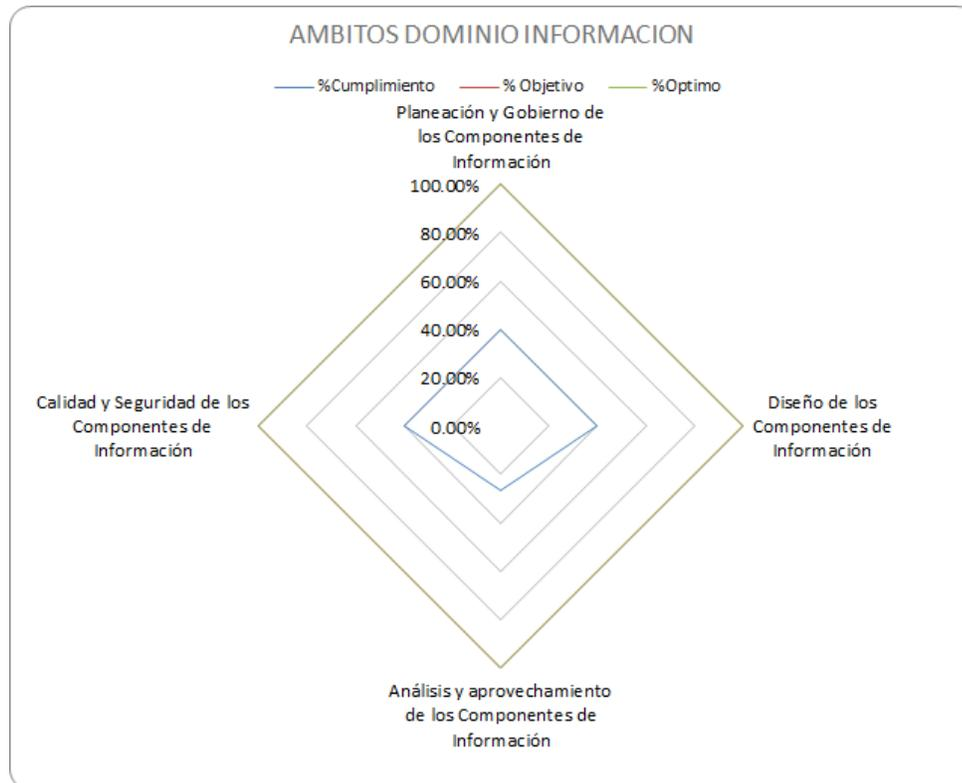 AMBITOS DOMINIO INFORMACION
%Cumplimiento % Objetivo %Optimo
Planeación y Gobierno de
los Componentes de
Información
100.00%
80.00%
60.00%
40.00%
20.00%
0.00%
Calidad y Seguridad de los
Componentes de
Información
Diseño de los
Componentes de
Información
Análisis y aprovechamiento
de los Componentes de
Información